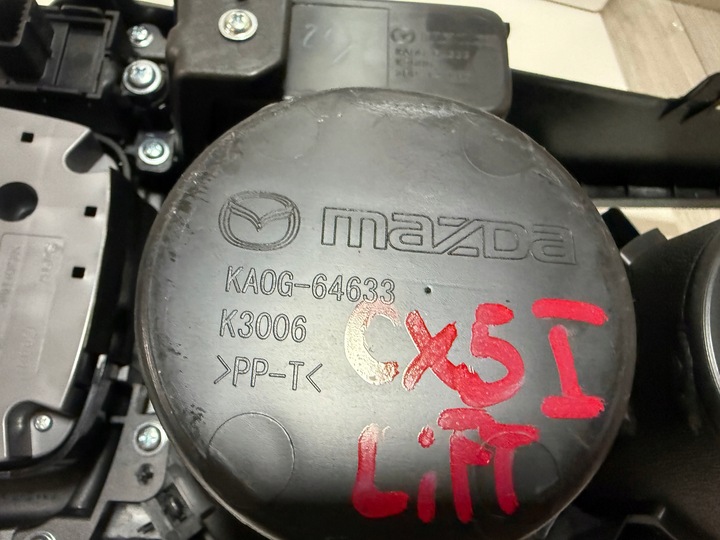 mazda
KA0G-64633
K3006
>PP-T<
CX5 I
LiFT